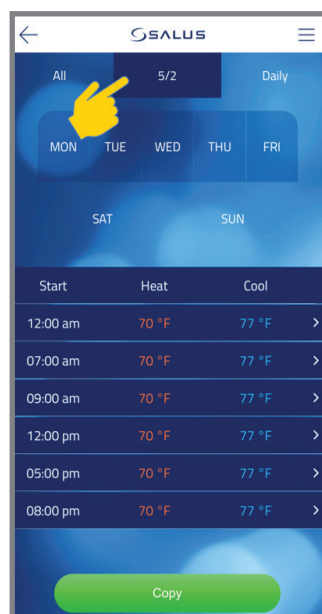 SALUS
All 5/2 Daily
MON TUE WED THU FRI
SAT SUN
Start Heat Cool
12:00 am 70 °F 77 °F
07:00 am 70 °F 77 °F
09:00 am 70 °F 77 °F
12:00 pm 70 °F 77 °F
05:00 pm 70 °F 77 °F
08:00 pm 70 °F 77 °F
Copy